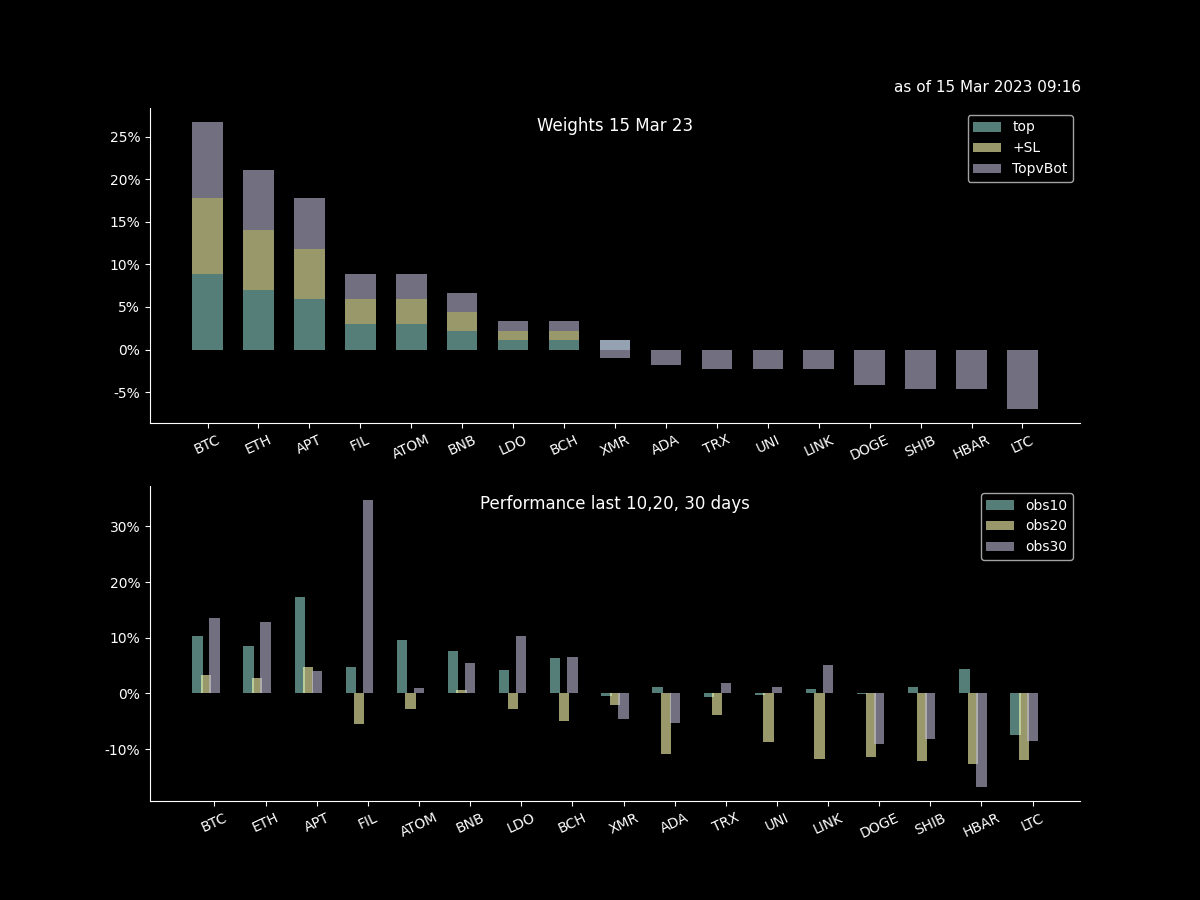 as of 15 Mar 2023 09:16
Weights 15 Mar 23
top
+SL
TopvBot
25%
20%
15%
10%
5%
0%
-5%
BTC ETH APT FIL ATOM BNB LDO BCH XMR ADA TRX UNI LINK DOGE SHIB HBAR LTC
Performance last 10,20, 30 days
obs10
obs20
obs30
30%
20%
10%
0%
-10%
BTC ETH APT FIL ATOM BNB LDO BCH XMR ADA TRX UNI LINK DOGE SHIB HBAR LTC